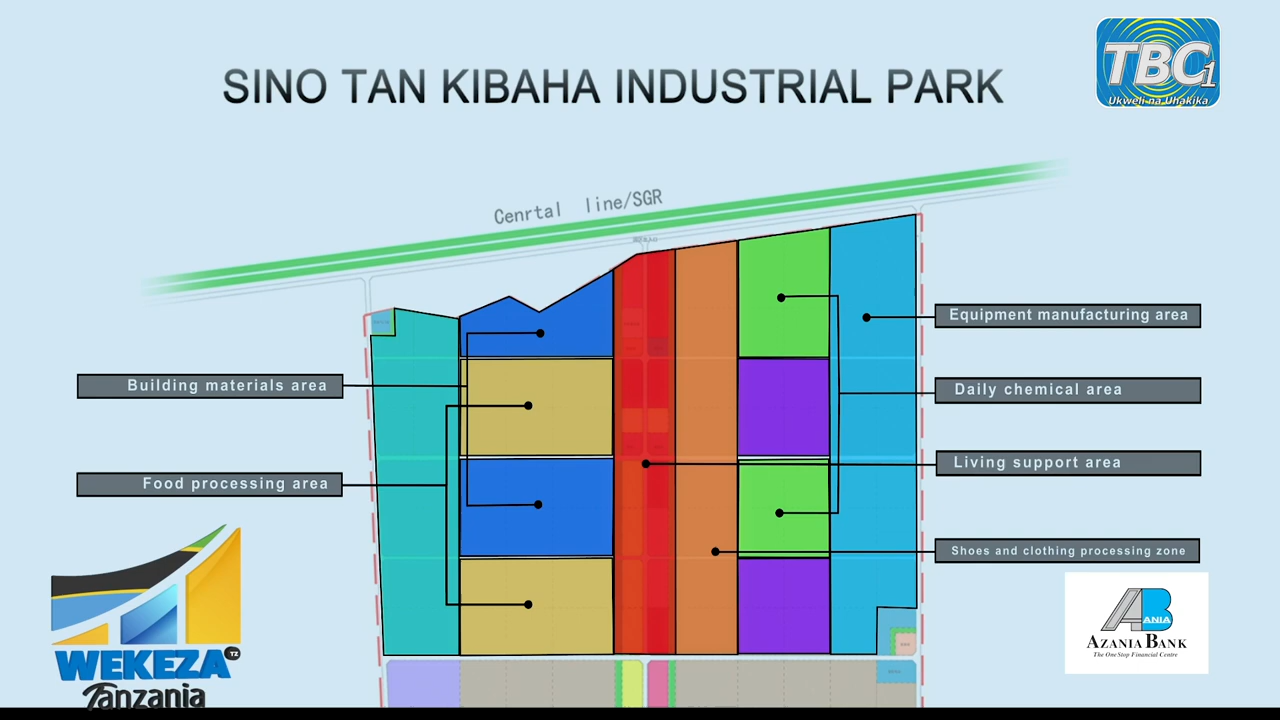 SINO TAN KIBAHA INDUSTRIAL PARK
TBC1
Ukweli na Uhakika
Cenrtal line/SGR
Equipment manufacturing area
Building materials area
Daily chemical area
Living support area
Food processing area
Shoes and clothing processing zone
WEKEZA TZ
Tanzania
AB
ANIA
AZANIA BANK
The One Stop Financial Centre